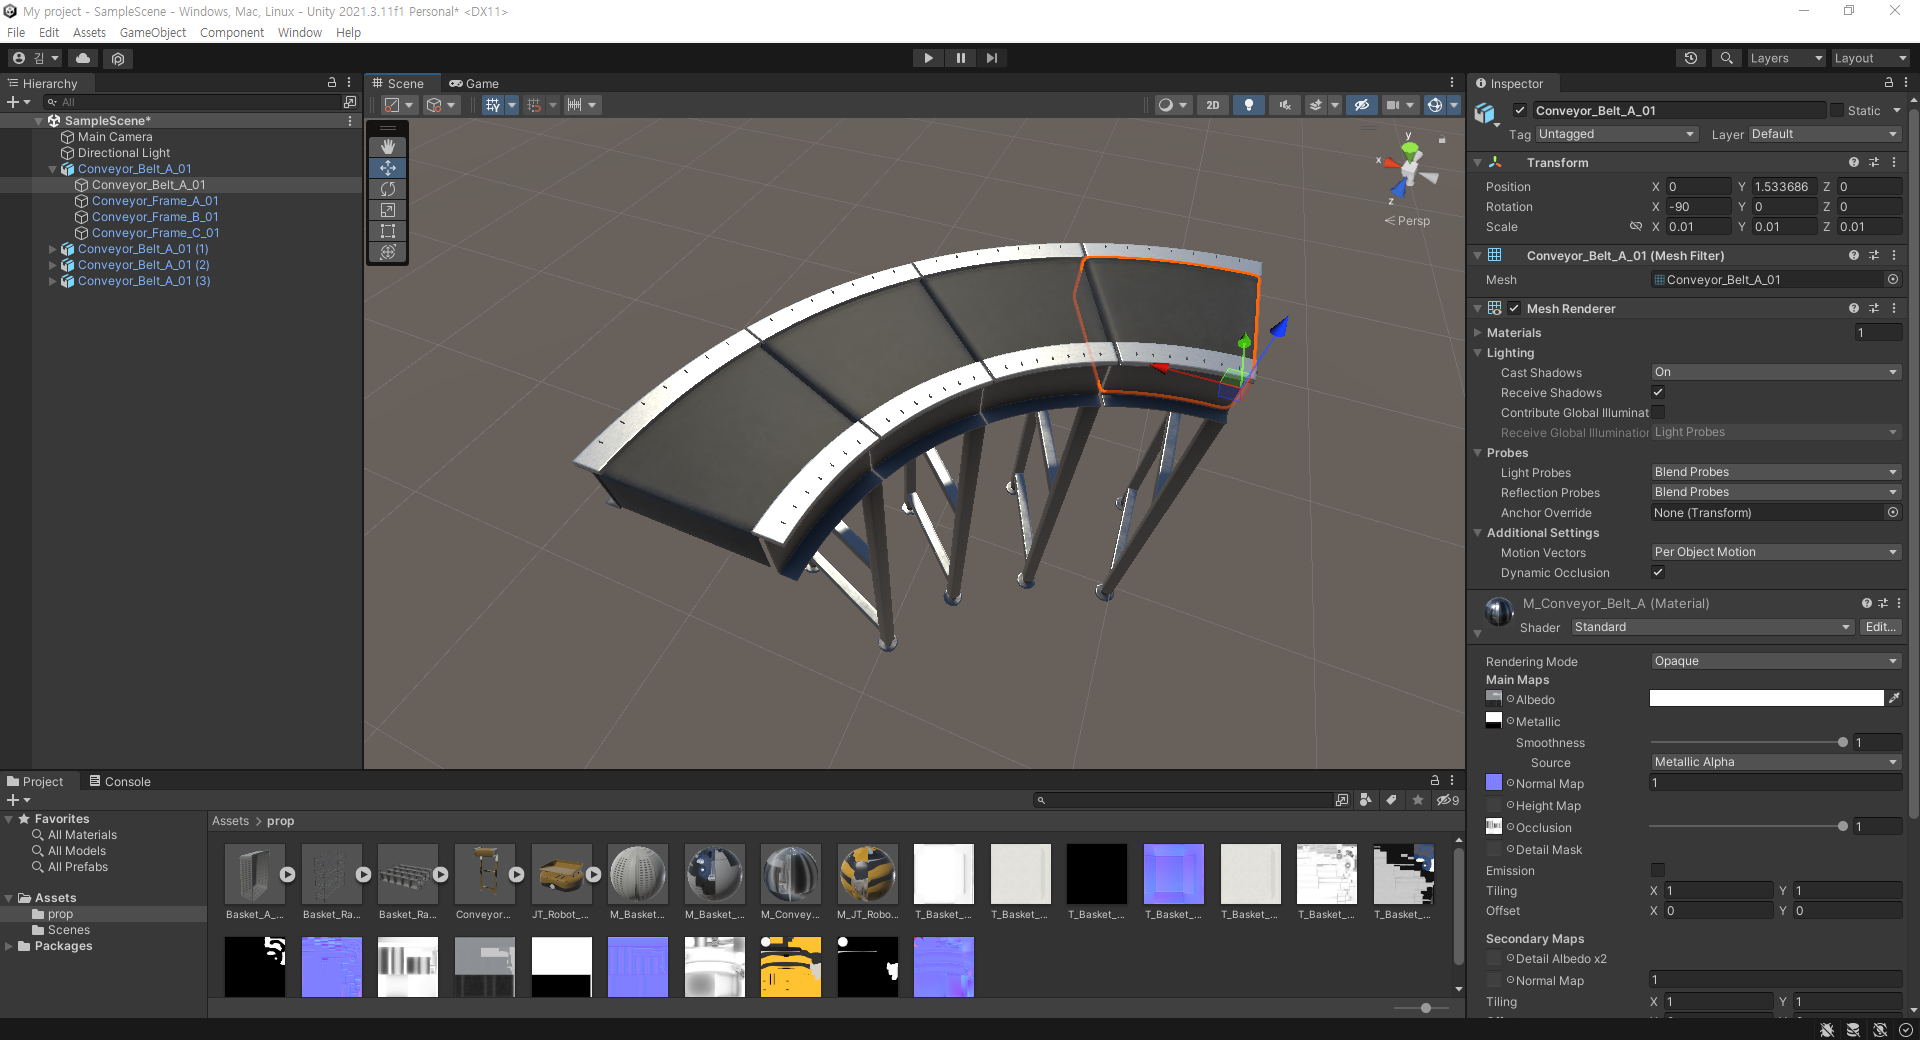 My project - SampleScene - Windows, Mac, Linux - Unity 2021.3.11f1 Personal* <DX11>
File Edit Assets GameObject Component Window Help
김
Layers
Layout
Hierarchy
All
SampleScene*
Main Camera
Directional Light
Conveyor_Belt_A_01
Conveyor_Belt_A_01
Conveyor_Frame_A_01
Conveyor_Frame_B_01
Conveyor_Frame_C_01
Conveyor_Belt_A_01 (1)
Conveyor_Belt_A_01 (2)
Conveyor_Belt_A_01 (3)
Scene Game
2D
y
x
z
Persp
Inspector
Conveyor_Belt_A_01 Static
Tag Untagged Layer Default
Transform
Position X 0 Y 1.533686 Z 0
Rotation X -90 Y 0 Z 0
Scale X 0.01 Y 0.01 Z 0.01
Conveyor_Belt_A_01 (Mesh Filter)
Mesh Conveyor_Belt_A_01
Mesh Renderer
Materials 1
Lighting
Cast Shadows On
Receive Shadows
Contribute Global Illuminat
Receive Global Illumination Light Probes
Probes
Light Probes Blend Probes
Reflection Probes Blend Probes
Anchor Override None (Transform)
Additional Settings
Motion Vectors Per Object Motion
Dynamic Occlusion
M_Conveyor_Belt_A (Material)
Shader Standard Edit...
Rendering Mode Opaque
Main Maps
Albedo
Metallic
Smoothness 1
Source Metallic Alpha
Normal Map 1
Height Map
Occlusion 1
Detail Mask
Emission
Tiling X 1 Y 1
Offset X 0 Y 0
Secondary Maps
Detail Albedo x2
Normal Map 1
Tiling X 1 Y 1
Project Console
9
Favorites
All Materials
All Models
All Prefabs
Assets
prop
Scenes
Packages
Assets > prop
Basket_A_... Basket_Ra... Basket_Ra... Conveyor... JT_Robot_... M_Basket... M_Basket_... M_Convey... M_JT_Robo... T_Basket_... T_Basket_... T_Basket_... T_Basket_... T_Basket_... T_Basket_... T_Basket_...